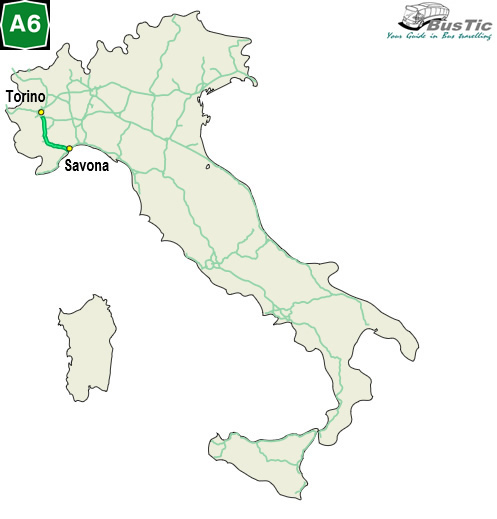 A6
BusTic
Your Guide in Bus travelling
Torino
Savona